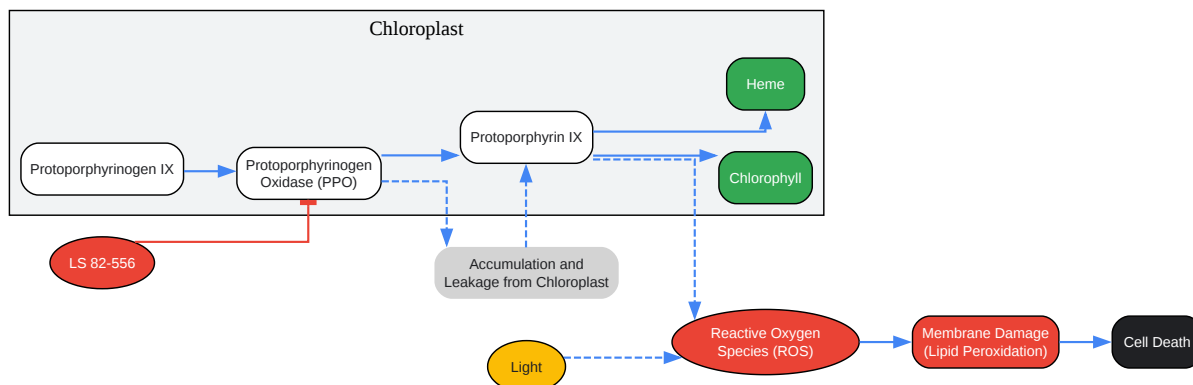 Chloroplast
Heme
Protoporphyrin IX
Protoporphyrinogen IX
Protoporphyrinogen
Oxidase (PPO)
Chlorophyll
LS 82-556
Accumulation and
Leakage from Chloroplast
Reactive Oxygen
Species (ROS)
Membrane Damage
(Lipid Peroxidation)
Cell Death
Light